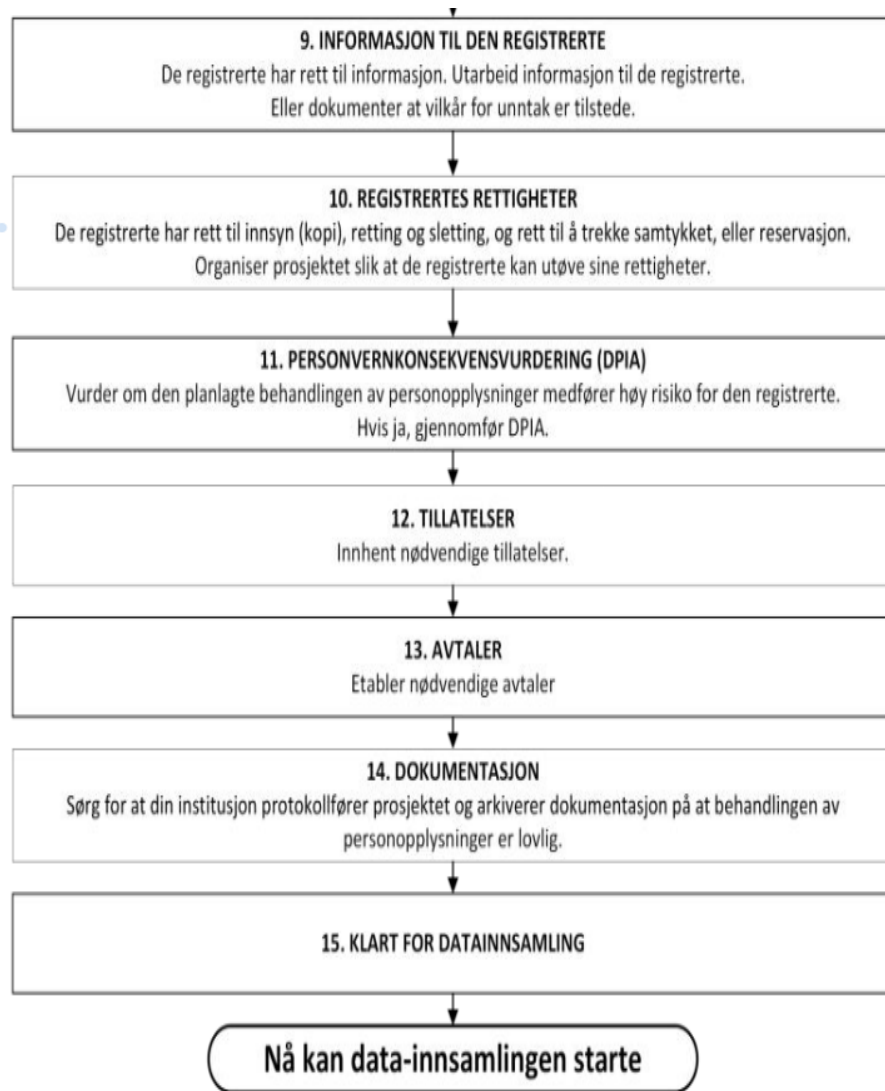 9. INFORMASJON TIL DEN REGISTRERTE
De registrerte har rett til informasjon. Utarbeid informasjon til de registrerte.
Eller dokumenter at vilkår for unntak er tilstede.
10. REGISTRERTES RETTIGHETER
De registrerte har rett til innsyn (kopi), retting og sletting, og rett til å trekke samtykket, eller reservasjon.
Organiser prosjektet slik at de registrerte kan utøve sine rettigheter.
11. PERSONVERNKONSEKVENSVURDERING (DPIA)
Vurder om den planlagte behandlingen av personopplysninger medfører høy risiko for den registrerte.
Hvis ja, gjennomfør DPIA.
12. TILLATELSER
Innhent nødvendige tillatelser.
13. AVTALER
Etabler nødvendige avtaler
14. DOKUMENTASJON
Sørg for at din institusjon protokollfører prosjektet og arkiverer dokumentasjon på at behandlingen av
personopplysninger er lovlig.
15. KLART FOR DATAINNSAMLING
Nå kan data-innsamlingen starte